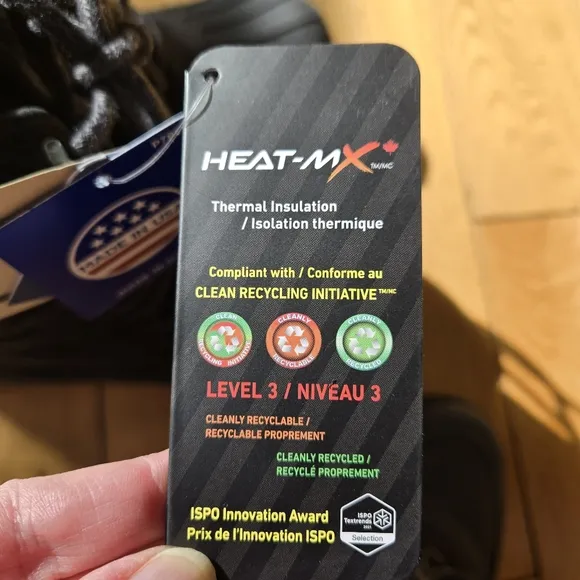 HEAT-MX TM/MC
Thermal Insulation
/ Isolation thermique
Compliant with / Conforme au
CLEAN RECYCLING INITIATIVE TM/MC
CLEAN
RECYCLING INITIATIVE
CLEANLY
RECYCLABLE
CLEANLY
RECYCLED
LEVEL 3 / NIVÉAU 3
CLEANLY RECYCLABLE /
RECYCLABLE PROPREMENT
CLEANLY RECYCLED /
RECYCLÉ PROPREMENT
ISPO Innovation Award
Prix de l'Innovation ISPO
ISPO
Textrends
Selection
MADE IN USA